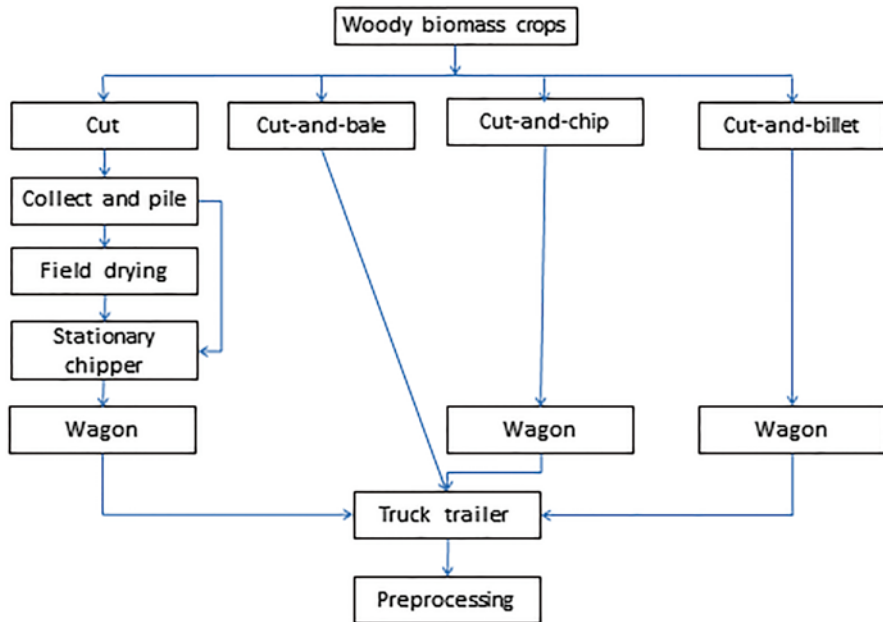 Woody biomass crops
Cut
Cut-and-bale
Cut-and-chip
Cut-and-billet
Collect and pile
Field drying
Stationary
chipper
Wagon
Wagon
Wagon
Truck trailer
Preprocessing